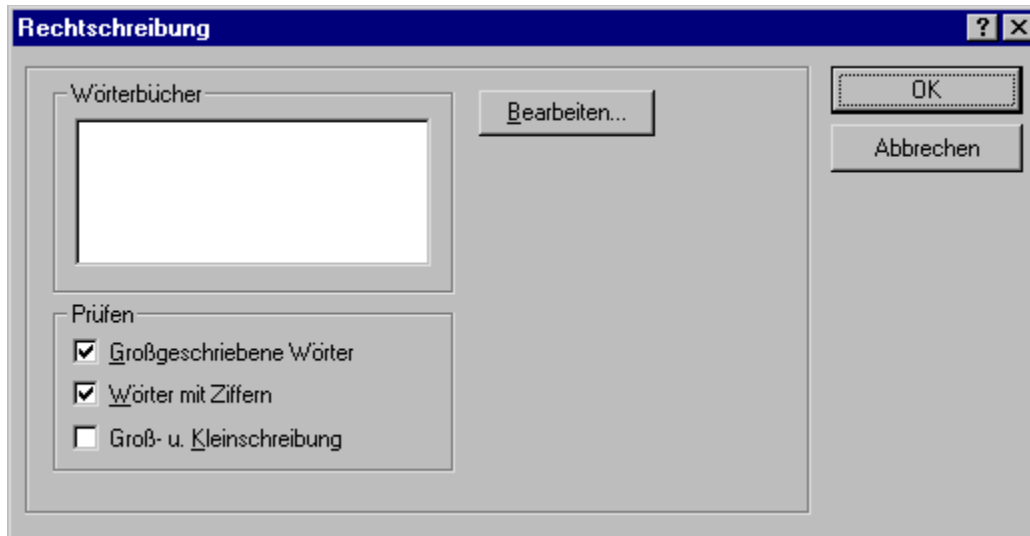 Rechtschreibung
Wörterbücher
Bearbeiten...
OK
Abbrechen
Prüfen
Großgeschriebene Wörter
Wörter mit Ziffern
Groß- u. Kleinschreibung